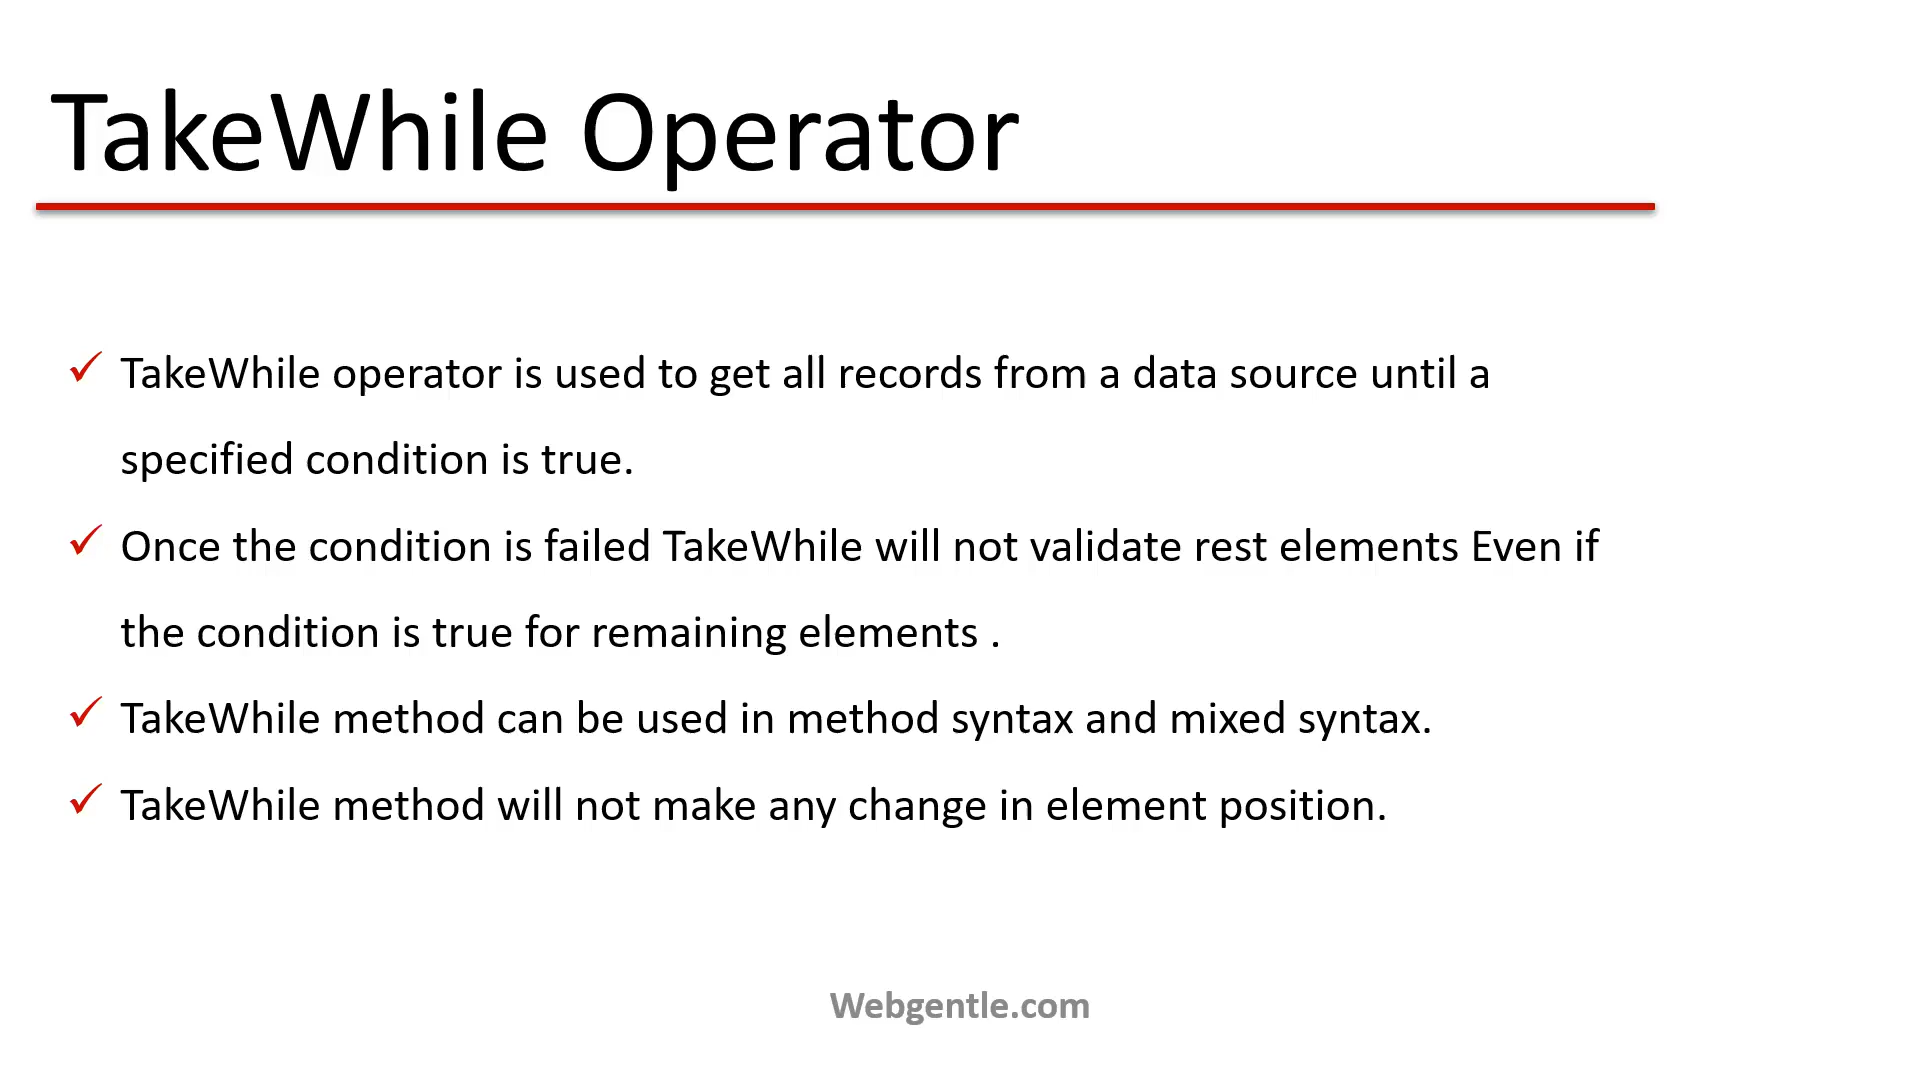 TakeWhile Operator
TakeWhile operator is used to get all records from a data source until a
specified condition is true.
Once the condition is failed TakeWhile will not validate rest elements Even if
the condition is true for remaining elements .
TakeWhile method can be used in method syntax and mixed syntax.
TakeWhile method will not make any change in element position.
Webgentle.com